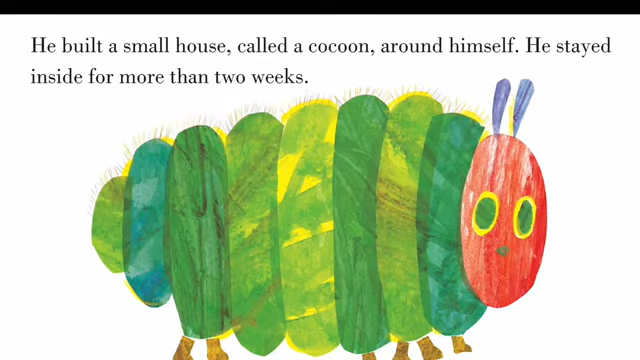 He built a small house, called a cocoon, around himself. He stayed
inside for more than two weeks.